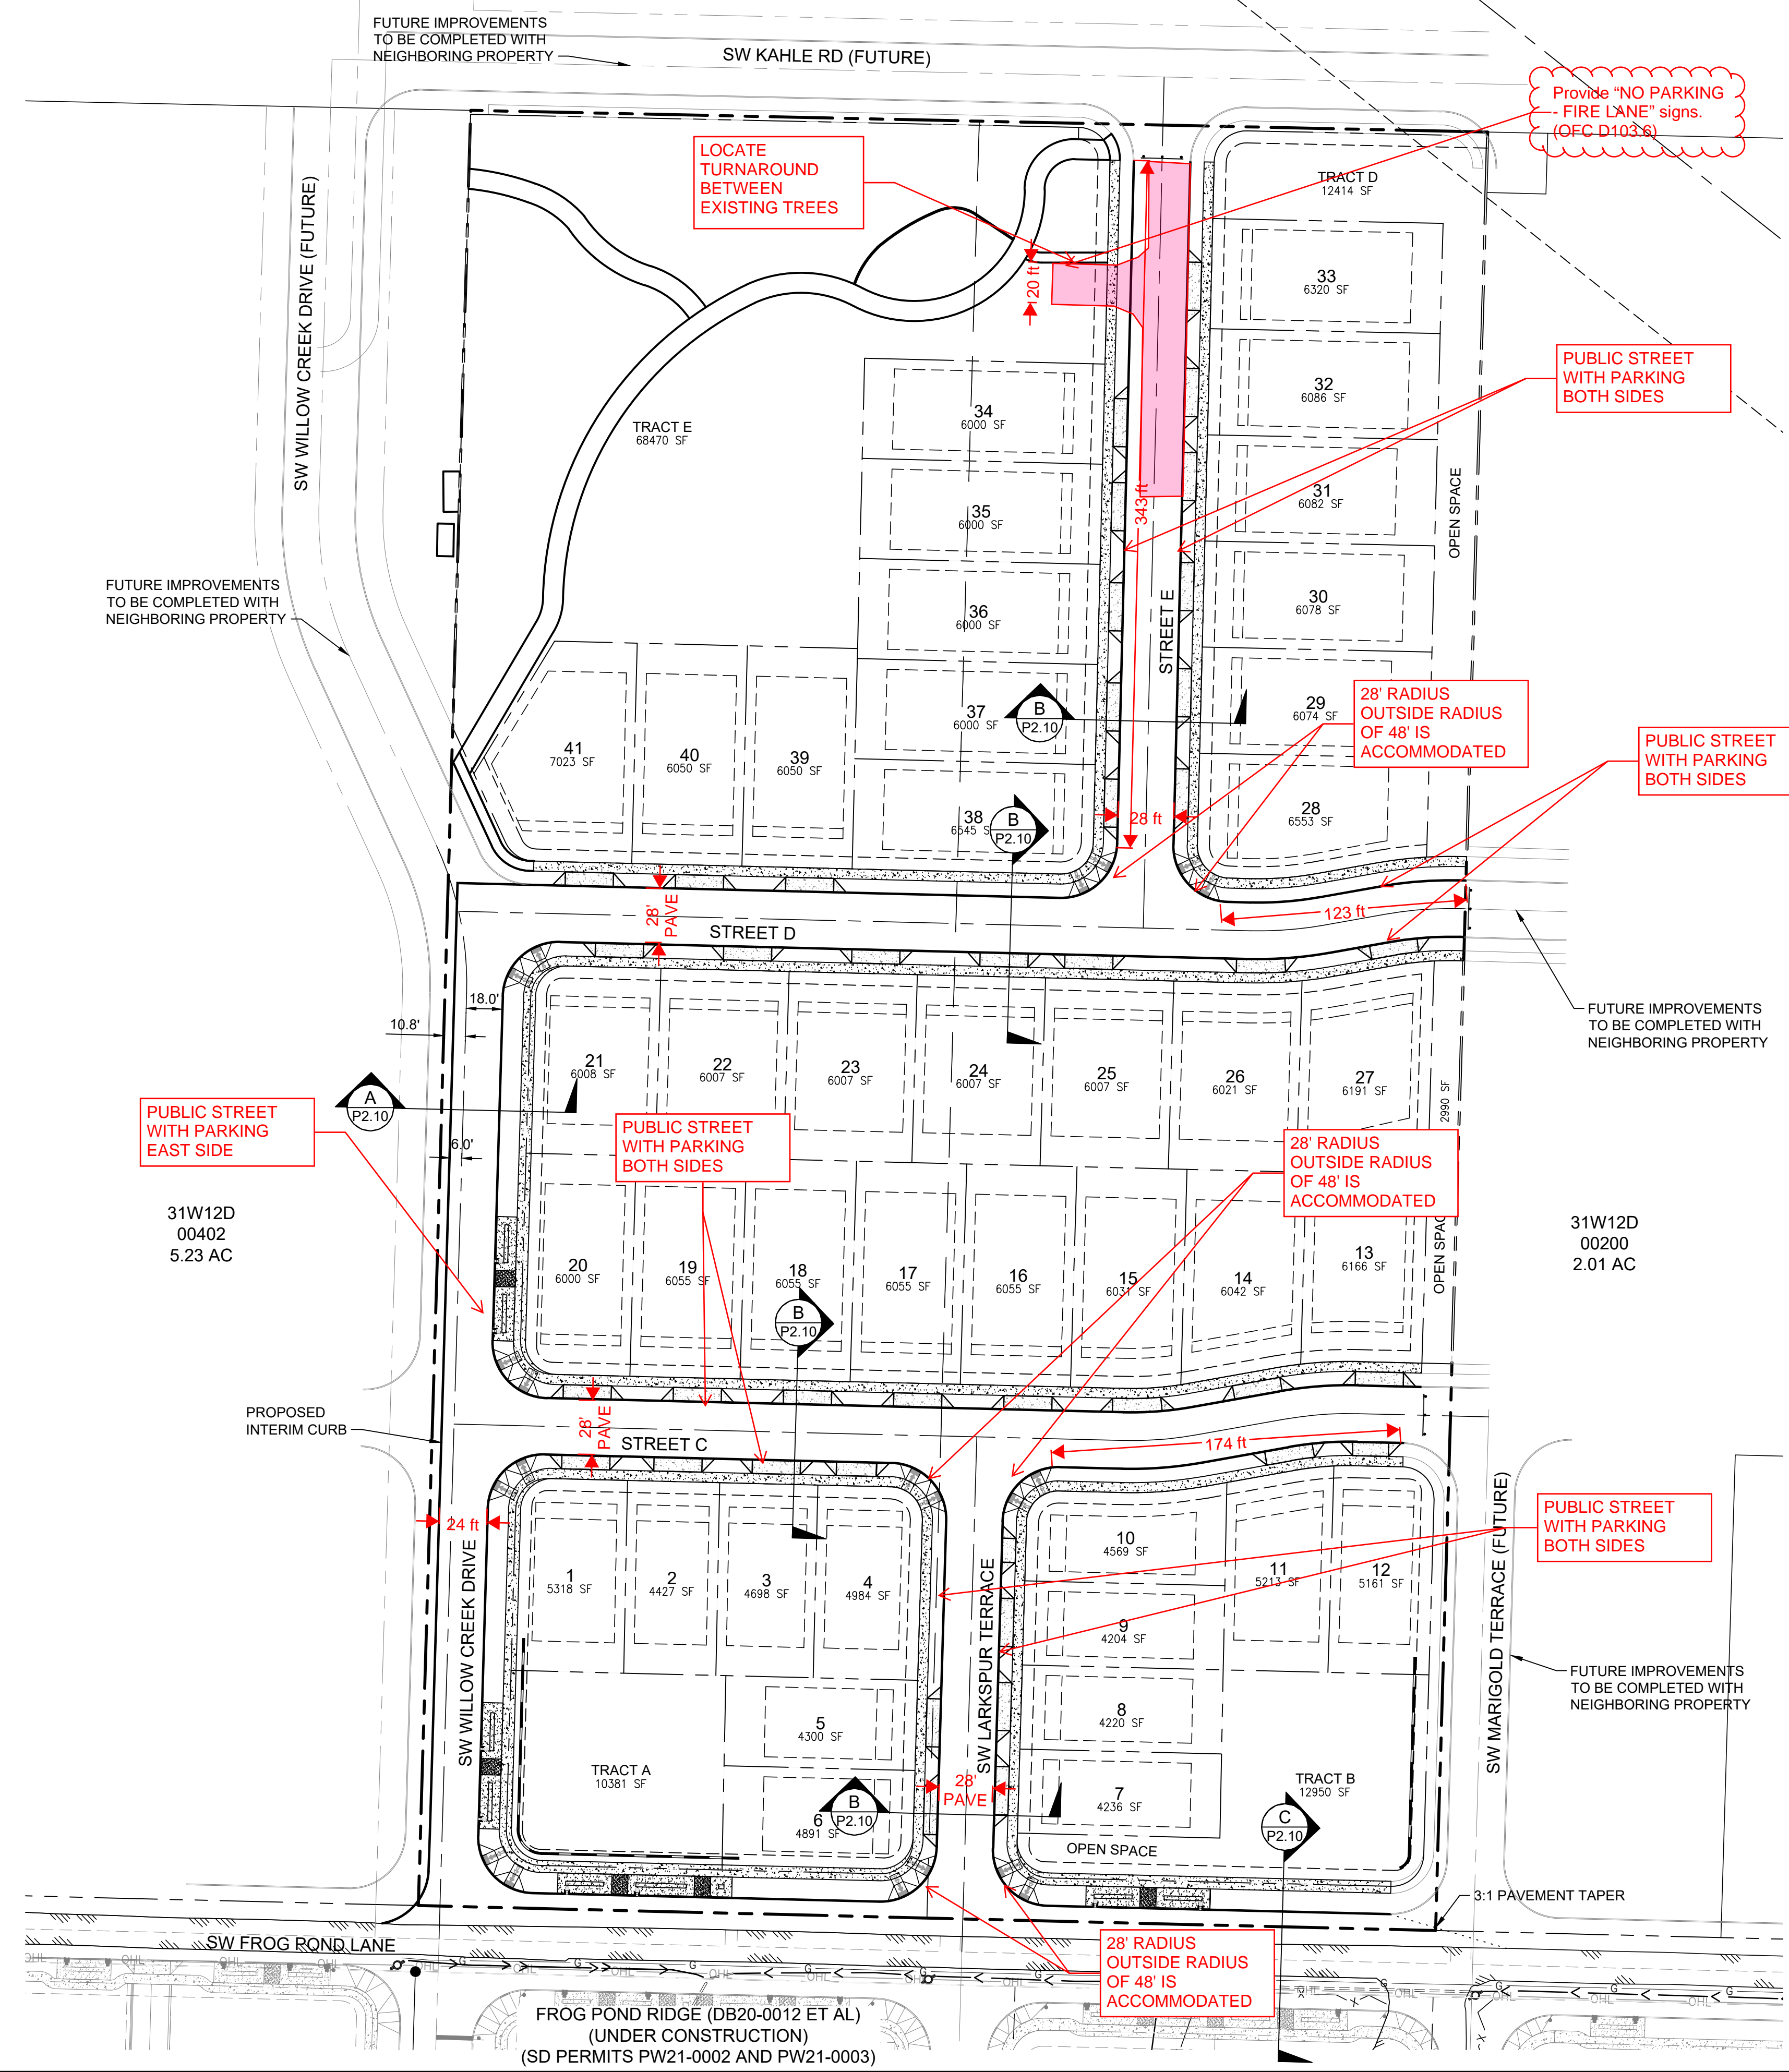 FUTURE IMPROVEMENTS
TO BE COMPLETED WITH
NEIGHBORING PROPERTY
SW KAHLE RD (FUTURE)
Provide “NO PARKING
- FIRE LANE” signs.
(OFC D103.6)
LOCATE
TURNAROUND
BETWEEN
EXISTING TREES
TRACT D
12414 SF
SW WILLOW CREEK DRIVE (FUTURE)
20 ft
33
6320 SF
PUBLIC STREET
WITH PARKING
BOTH SIDES
32
6086 SF
34
6000 SF
TRACT E
68470 SF
31
6082 SF
343 ft
35
6000 SF
OPEN SPACE
FUTURE IMPROVEMENTS
TO BE COMPLETED WITH
NEIGHBORING PROPERTY
30
6078 SF
36
6000 SF
STREET E
28' RADIUS
OUTSIDE RADIUS
OF 48' IS
ACCOMMODATED
29
6074 SF
37
6000 SF
B
P2.10
PUBLIC STREET
WITH PARKING
BOTH SIDES
41
7023 SF
40
6050 SF
39
6050 SF
28
6553 SF
38
6545 S
B
P2.10
28 ft
28'
PAVE
STREET D
123 ft
18.0'
10.8'
FUTURE IMPROVEMENTS
TO BE COMPLETED WITH
NEIGHBORING PROPERTY
21
6008 SF
22
6007 SF
23
6007 SF
24
6007 SF
25
6007 SF
26
6021 SF
27
6191 SF
2990 SF
A
P2.10
PUBLIC STREET
WITH PARKING
EAST SIDE
6.0'
PUBLIC STREET
WITH PARKING
BOTH SIDES
28' RADIUS
OUTSIDE RADIUS
OF 48' IS
ACCOMMODATED
31W12D
00402
5.23 AC
31W12D
00200
2.01 AC
OPEN SPAC
20
6000 SF
19
6055 SF
18
6055 SF
17
6055 SF
16
6055 SF
15
6031 SF
14
6042 SF
13
6166 SF
B
P2.10
PROPOSED
INTERIM CURB
28'
PAVE
STREET C
174 ft
24 ft
PUBLIC STREET
WITH PARKING
BOTH SIDES
1
5318 SF
2
4427 SF
3
4698 SF
4
4984 SF
10
4569 SF
11
5213 SF
12
5161 SF
9
4204 SF
SW WILLOW CREEK DRIVE
SW LARKSPUR TERRACE
SW MARIGOLD TERRACE (FUTURE)
FUTURE IMPROVEMENTS
TO BE COMPLETED WITH
NEIGHBORING PROPERTY
5
4300 SF
8
4220 SF
TRACT A
10381 SF
28'
PAVE
7
4236 SF
TRACT B
12950 SF
6
4891 SF
B
P2.10
C
P2.10
OPEN SPACE
3:1 PAVEMENT TAPER
SW FROG POND LANE
28' RADIUS
OUTSIDE RADIUS
OF 48' IS
ACCOMMODATED
OHL OHL OHL OHL OHL OHL OHL OHL OHL OHL
G G G G G G
FROG POND RIDGE (DB20-0012 ET AL)
(UNDER CONSTRUCTION)
(SD PERMITS PW21-0002 AND PW21-0003)